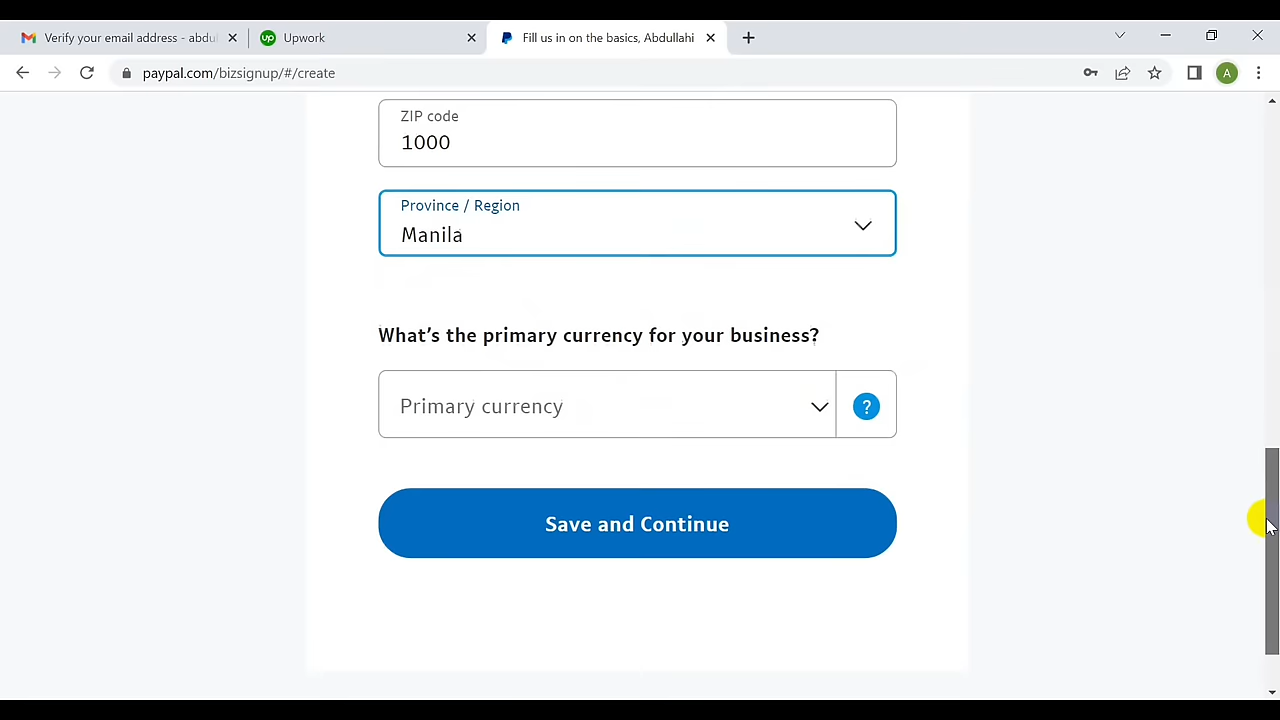 Verify your email address - abdu
up Upwork
Fill us in on the basics, Abdullahi
paypal.com/bizsignup/#/create
A
ZIP code
1000
Province / Region
Manila
What's the primary currency for your business?
Primary currency
?
Save and Continue